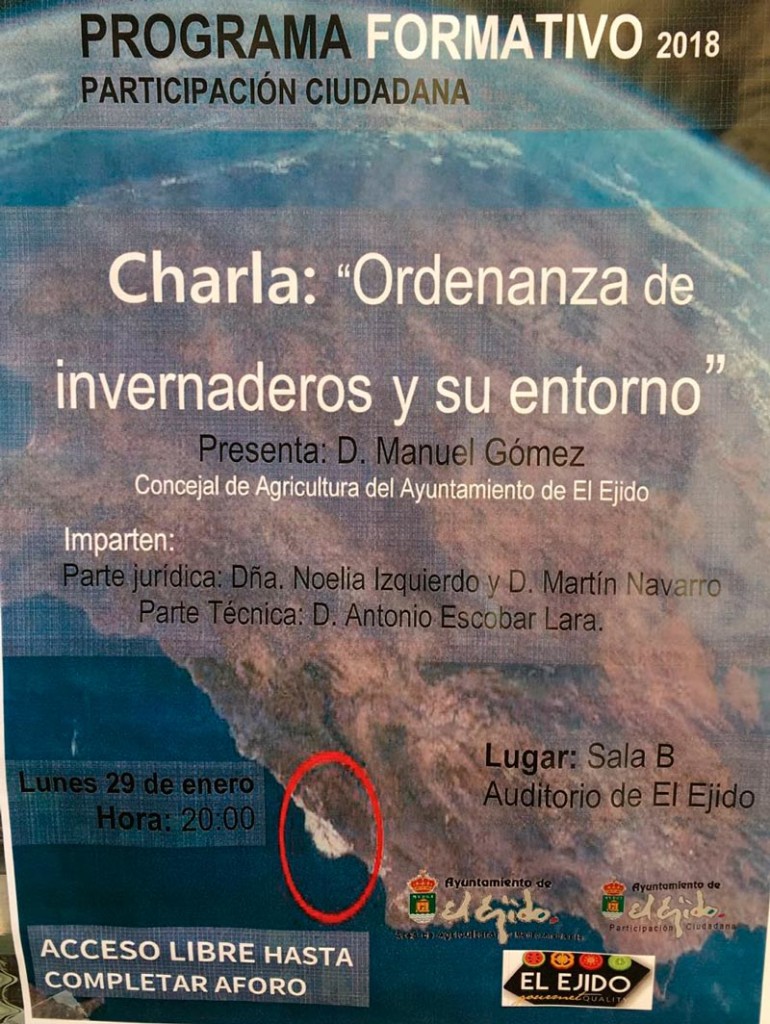 PROGRAMA FORMATIVO 2018
PARTICIPACIÓN CIUDADANA
Charla: “Ordenanza de
invernaderos y su entorno”
Presenta: D. Manuel Gómez
Concejal de Agricultura del Ayuntamiento de El Ejido
Imparten:
Parte jurídica: Dña. Noelia Izquierdo y D. Martín Navarro
Parte Técnica: D. Antonio Escobar Lara.
Lugar: Sala B
Auditorio de El Ejido
Lunes 29 de enero
Hora: 20:00
Ayuntamiento de
el Ejido.
Ayuntamiento de
el Ejido.
Participación Ciudadana
ACCESO LIBRE HASTA
COMPLETAR AFORO
EL EJIDO
gourmet QUALITY